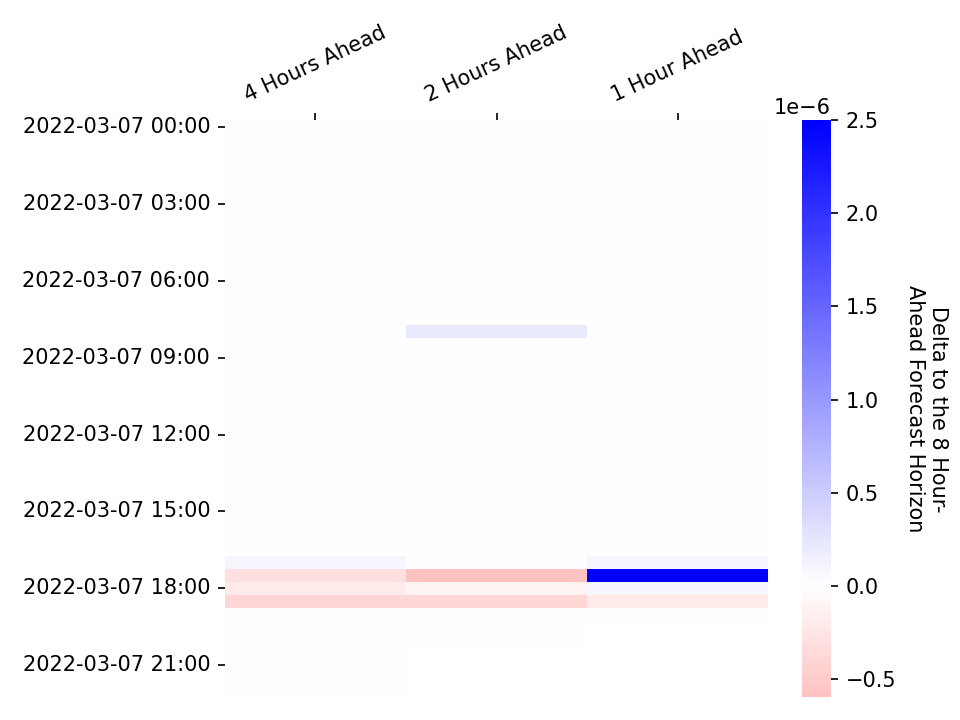 4 Hours Ahead
2 Hours Ahead
1 Hour Ahead
1e−6
2022-03-07 00:00
2022-03-07 03:00
2022-03-07 06:00
2022-03-07 09:00
2022-03-07 12:00
2022-03-07 15:00
2022-03-07 18:00
2022-03-07 21:00
2.5
2.0
1.5
1.0
0.5
0.0
−0.5
Delta to the 8 Hour-
Ahead Forecast Horizon